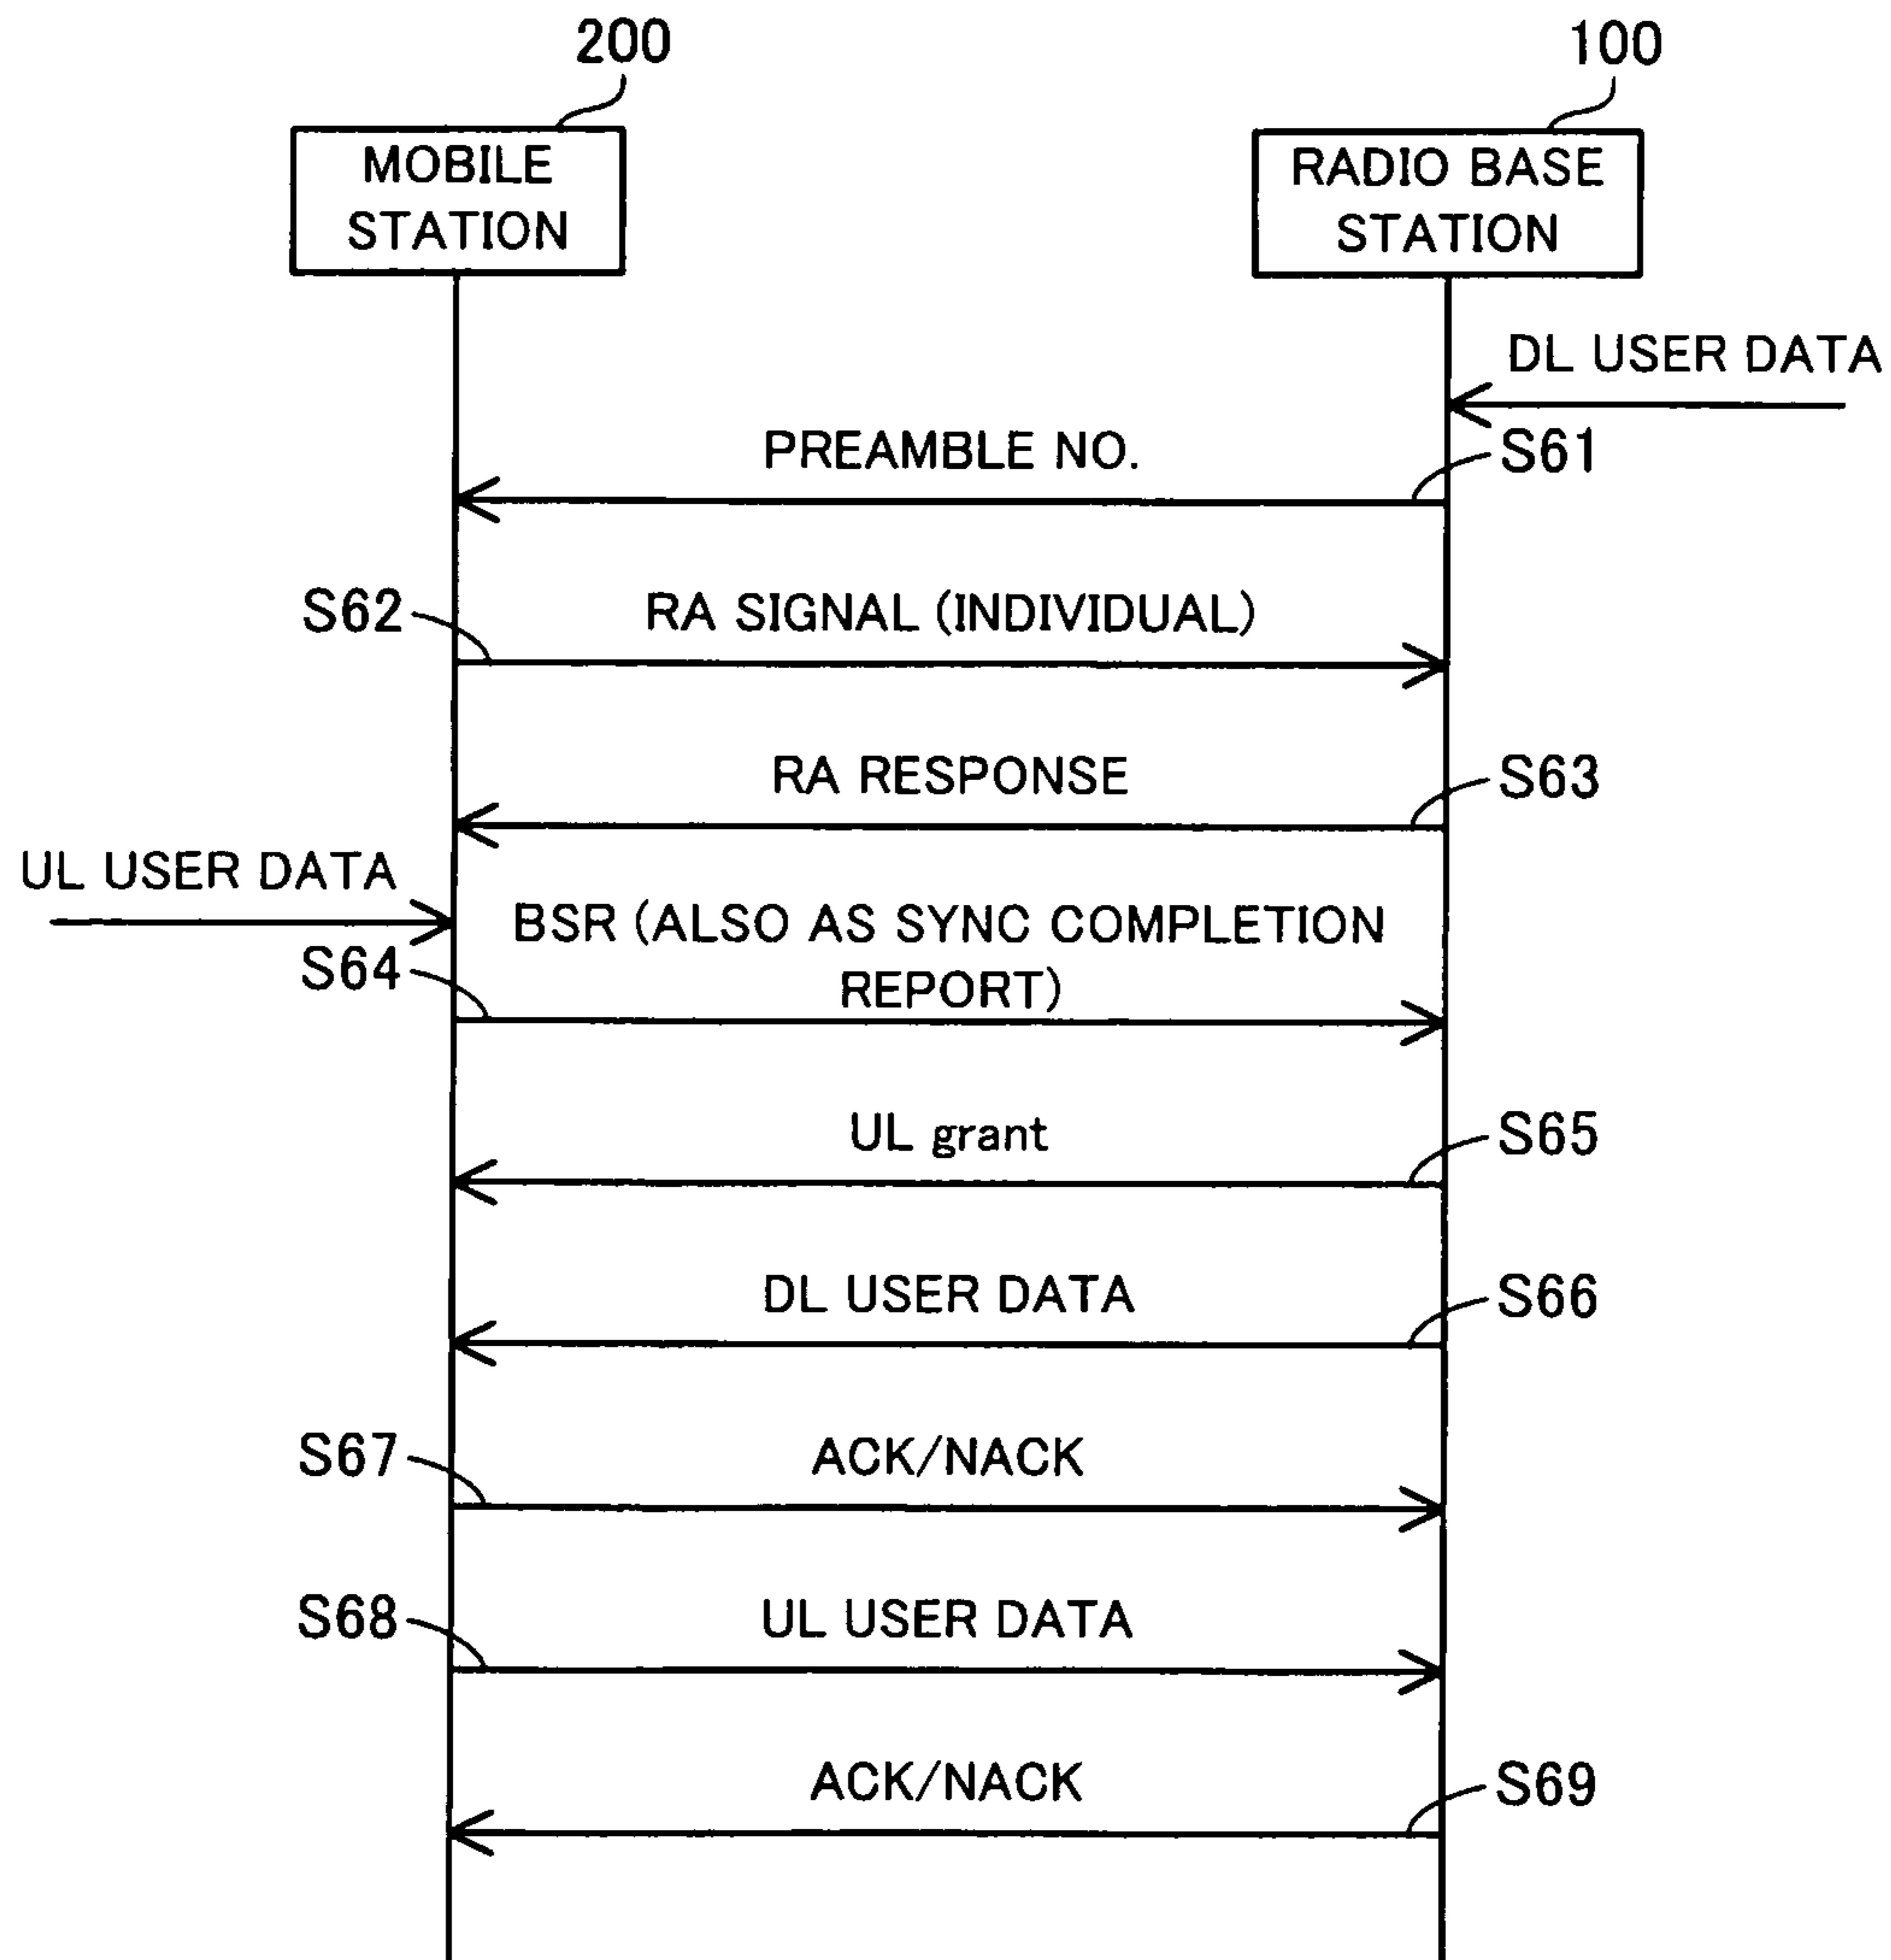 200
100
MOBILE
STATION
RADIO BASE
STATION
DL USER DATA
PREAMBLE NO.
S61
S62
RA SIGNAL (INDIVIDUAL)
RA RESPONSE
S63
UL USER DATA
BSR (ALSO AS SYNC COMPLETION
REPORT)
S64
UL grant
S65
DL USER DATA
S66
S67
ACK/NACK
S68
UL USER DATA
ACK/NACK
S69